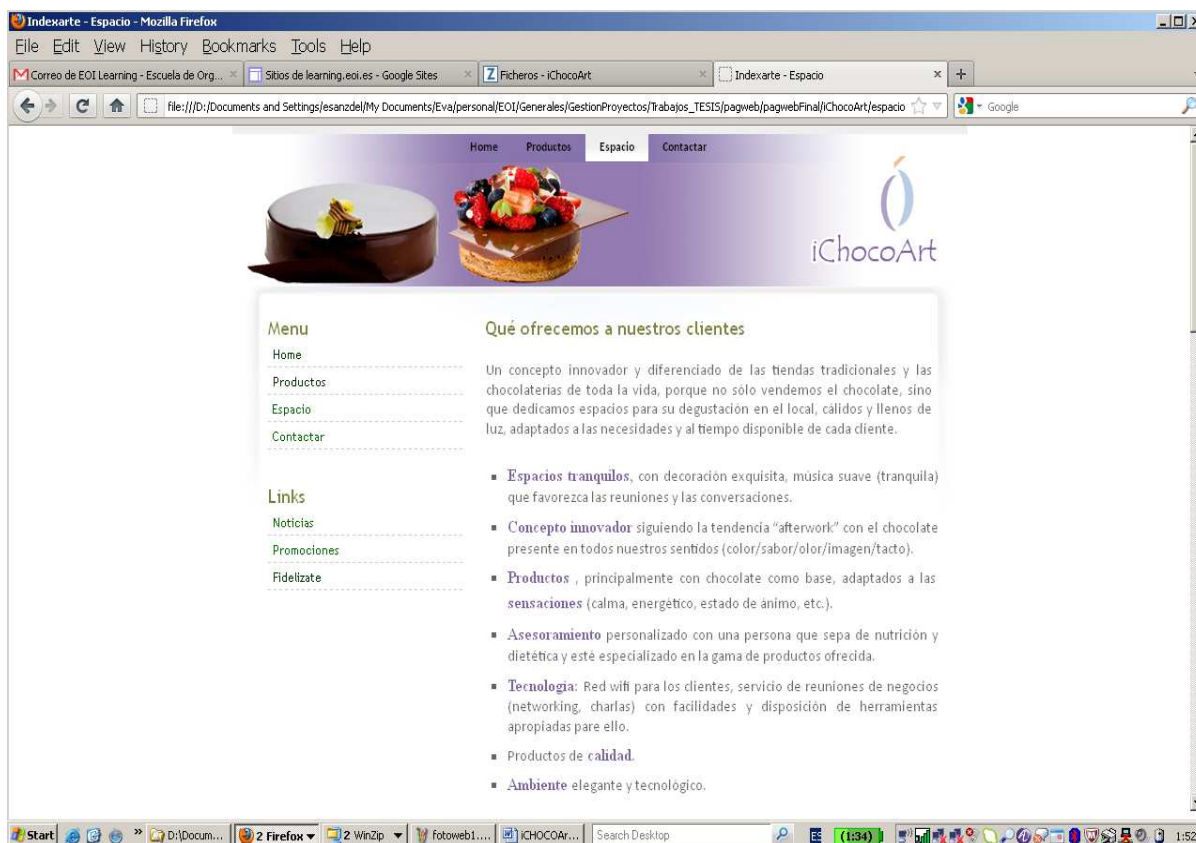 Indexarte - Espacio - Mozilla Firefox
File Edit View History Bookmarks Tools Help
Correo de EOI Learning - Escuela de Org...
Sitios de learning.eoi.es - Google Sites
Ficheros - iChocoArt
Indexarte - Espacio
file:///D:/Documents and Settings/esanzdel/My Documents/Eva/personal/EOI/Generales/GestionProyectos/Trabajos_TESIS/pagweb/pagwebFinal/iChocoArt/espacio
Google
Home Productos Espacio Contactar
iChocoArt
Menu
Home
Productos
Espacio
Contactar
Links
Noticias
Promociones
Fidelizate
Qué ofrecemos a nuestros clientes
Un concepto innovador y diferenciado de las tiendas tradicionales y las
chocolaterías de toda la vida, porque no sólo vendemos el chocolate, sino
que dedicamos espacios para su degustación en el local, cálidos y llenos de
luz, adaptados a las necesidades y al tiempo disponible de cada cliente.
Espacios tranquilos, con decoración exquisita, música suave (tranquila)
que favorezca las reuniones y las conversaciones.
Concepto innovador siguiendo la tendencia “afterwork” con el chocolate
presente en todos nuestros sentidos (color/sabor/olor/imagen/tacto).
Productos , principalmente con chocolate como base, adaptados a las
sensaciones (calma, energético, estado de ánimo, etc.).
Asesoramiento personalizado con una persona que sepa de nutrición y
dietética y esté especializado en la gama de productos ofrecida.
Tecnología: Red wifi para los clientes, servicio de reuniones de negocios
(networking, charlas) con facilidades y disposición de herramientas
apropiadas pare ello.
Productos de calidad.
Ambiente elegante y tecnológico.
Start » D:\Docum... 2 Firefox 2 WinZip fotoweb1.... iCHOCOAr... Search Desktop ES (1:34) 1:52